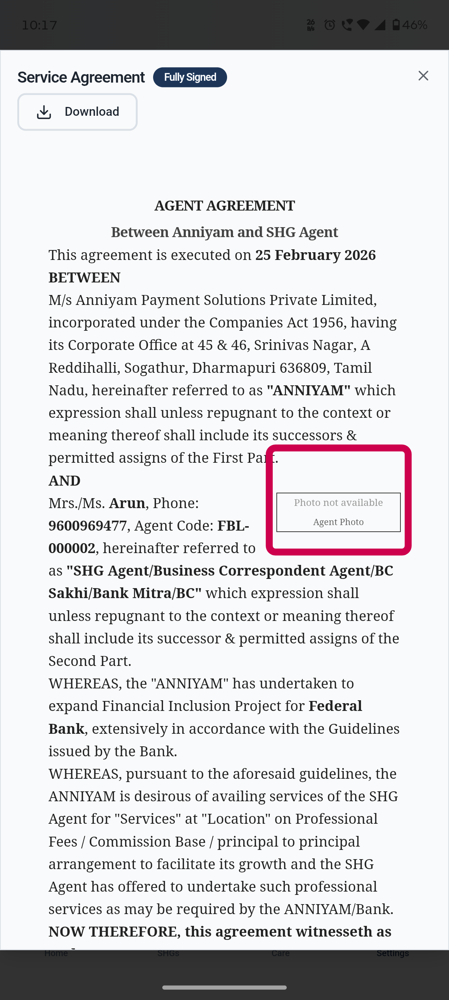 10:17
26
B/s
46%
Service Agreement
Fully Signed
Download
AGENT AGREEMENT
Between Anniyam and SHG Agent
This agreement is executed on 25 February 2026
BETWEEN
M/s Anniyam Payment Solutions Private Limited,
incorporated under the Companies Act 1956, having
its Corporate Office at 45 & 46, Srinivas Nagar, A
Reddihalli, Sogathur, Dharmapuri 636809, Tamil
Nadu, hereinafter referred to as "ANNIYAM" which
expression shall unless repugnant to the context or
meaning thereof shall include its successors &
permitted assigns of the First Part.
AND
Mrs./Ms. Arun, Phone:
9600969477, Agent Code: FBL-
000002, hereinafter referred to
Photo not available
Agent Photo
as "SHG Agent/Business Correspondent Agent/BC
Sakhi/Bank Mitra/BC" which expression shall
unless repugnant to the context or meaning thereof
shall include its successor & permitted assigns of the
Second Part.
WHEREAS, the "ANNIYAM" has undertaken to
expand Financial Inclusion Project for Federal
Bank, extensively in accordance with the Guidelines
issued by the Bank.
WHEREAS, pursuant to the aforesaid guidelines, the
ANNIYAM is desirous of availing services of the SHG
Agent for "Services" at "Location" on Professional
Fees / Commission Base / principal to principal
arrangement to facilitate its growth and the SHG
Agent has offered to undertake such professional
services as may be required by the ANNIYAM/Bank.
NOW THEREFORE, this agreement witnesseth as
Home
SHGs
Care
Settings